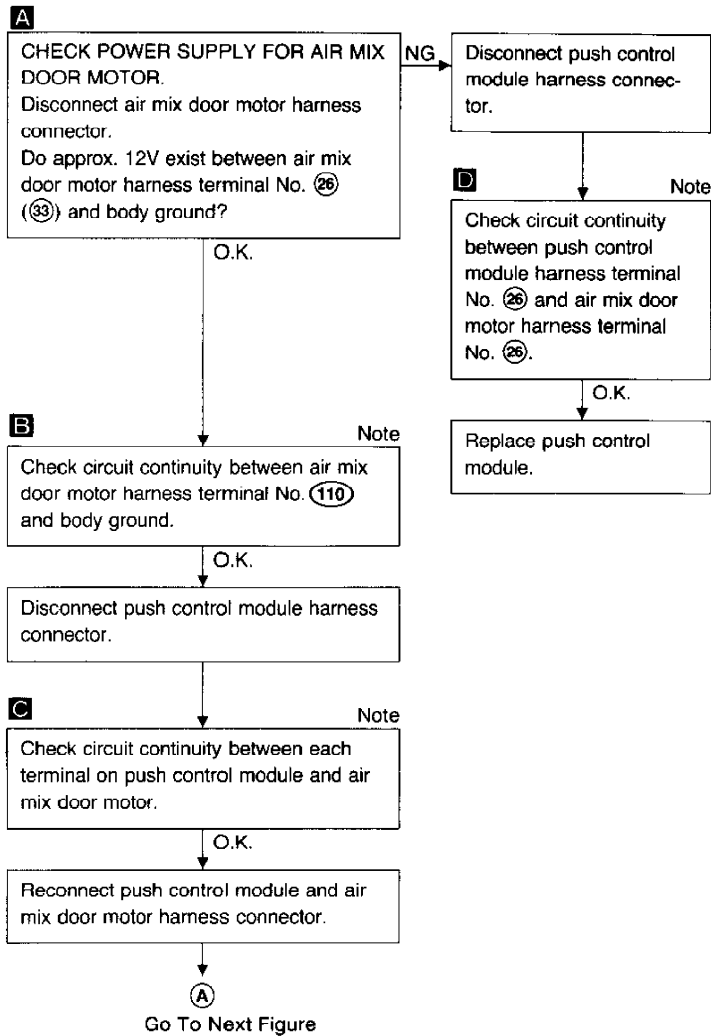 A
CHECK POWER SUPPLY FOR AIR MIX
DOOR MOTOR.
Disconnect air mix door motor harness
connector.
Do approx. 12V exist between air mix
door motor harness terminal No. 26
(33) and body ground?
NG
Disconnect push control
module harness connec-
tor.
O.K.
D
Note
Check circuit continuity
between push control
module harness terminal
No. 26 and air mix door
motor harness terminal
No. 26.
O.K.
Replace push control
module.
B
Note
Check circuit continuity between air mix
door motor harness terminal No. 110
and body ground.
O.K.
Disconnect push control module harness
connector.
C
Note
Check circuit continuity between each
terminal on push control module and air
mix door motor.
O.K.
Reconnect push control module and air
mix door motor harness connector.
A
Go To Next Figure